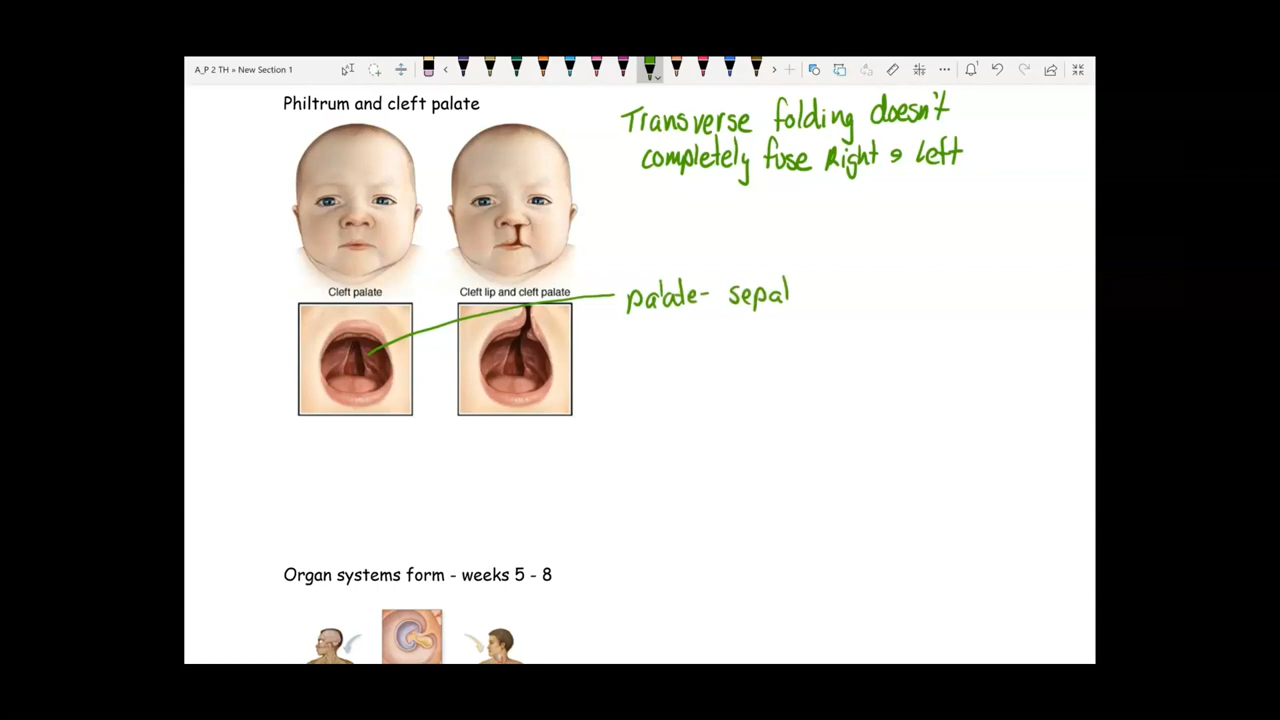 A_P 2 TH » New Section 1
Philtrum and cleft palate
Transverse folding doesn't
completely fuse Right & Left
Cleft palate
Cleft lip and cleft palate
palate- sepal
Organ systems form - weeks 5 - 8